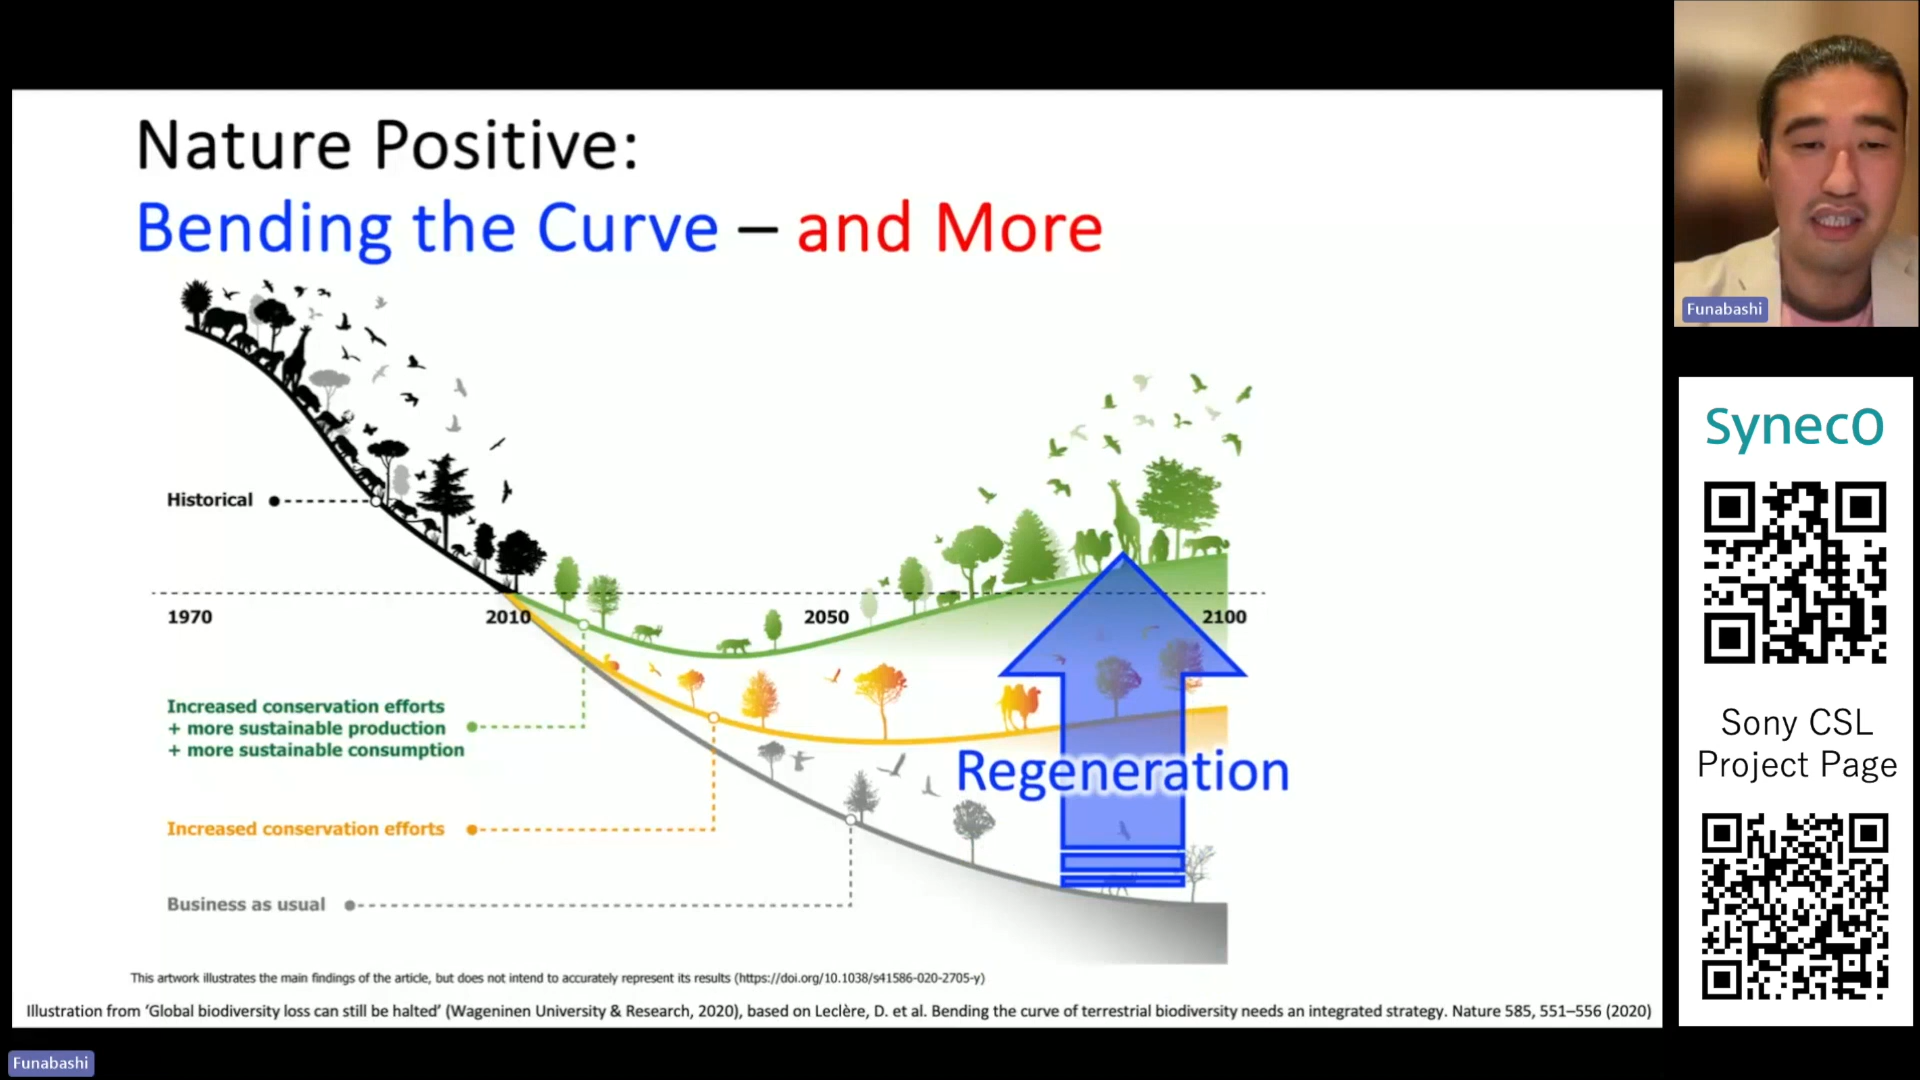 Nature Positive:
Bending the Curve – and More
Historical
1970
2010
2050
2100
Increased conservation efforts
+ more sustainable production
+ more sustainable consumption
Increased conservation efforts
Business as usual
Regeneration
This artwork illustrates the main findings of the article, but does not intend to accurately represent its results (https://doi.org/10.1038/s41586-020-2705-y)
Illustration from ‘Global biodiversity loss can still be halted’ (Wageninen University & Research, 2020), based on Leclère, D. et al. Bending the curve of terrestrial biodiversity needs an integrated strategy. Nature 585, 551–556 (2020)
Funabashi
Funabashi
SynecO
Sony CSL
Project Page